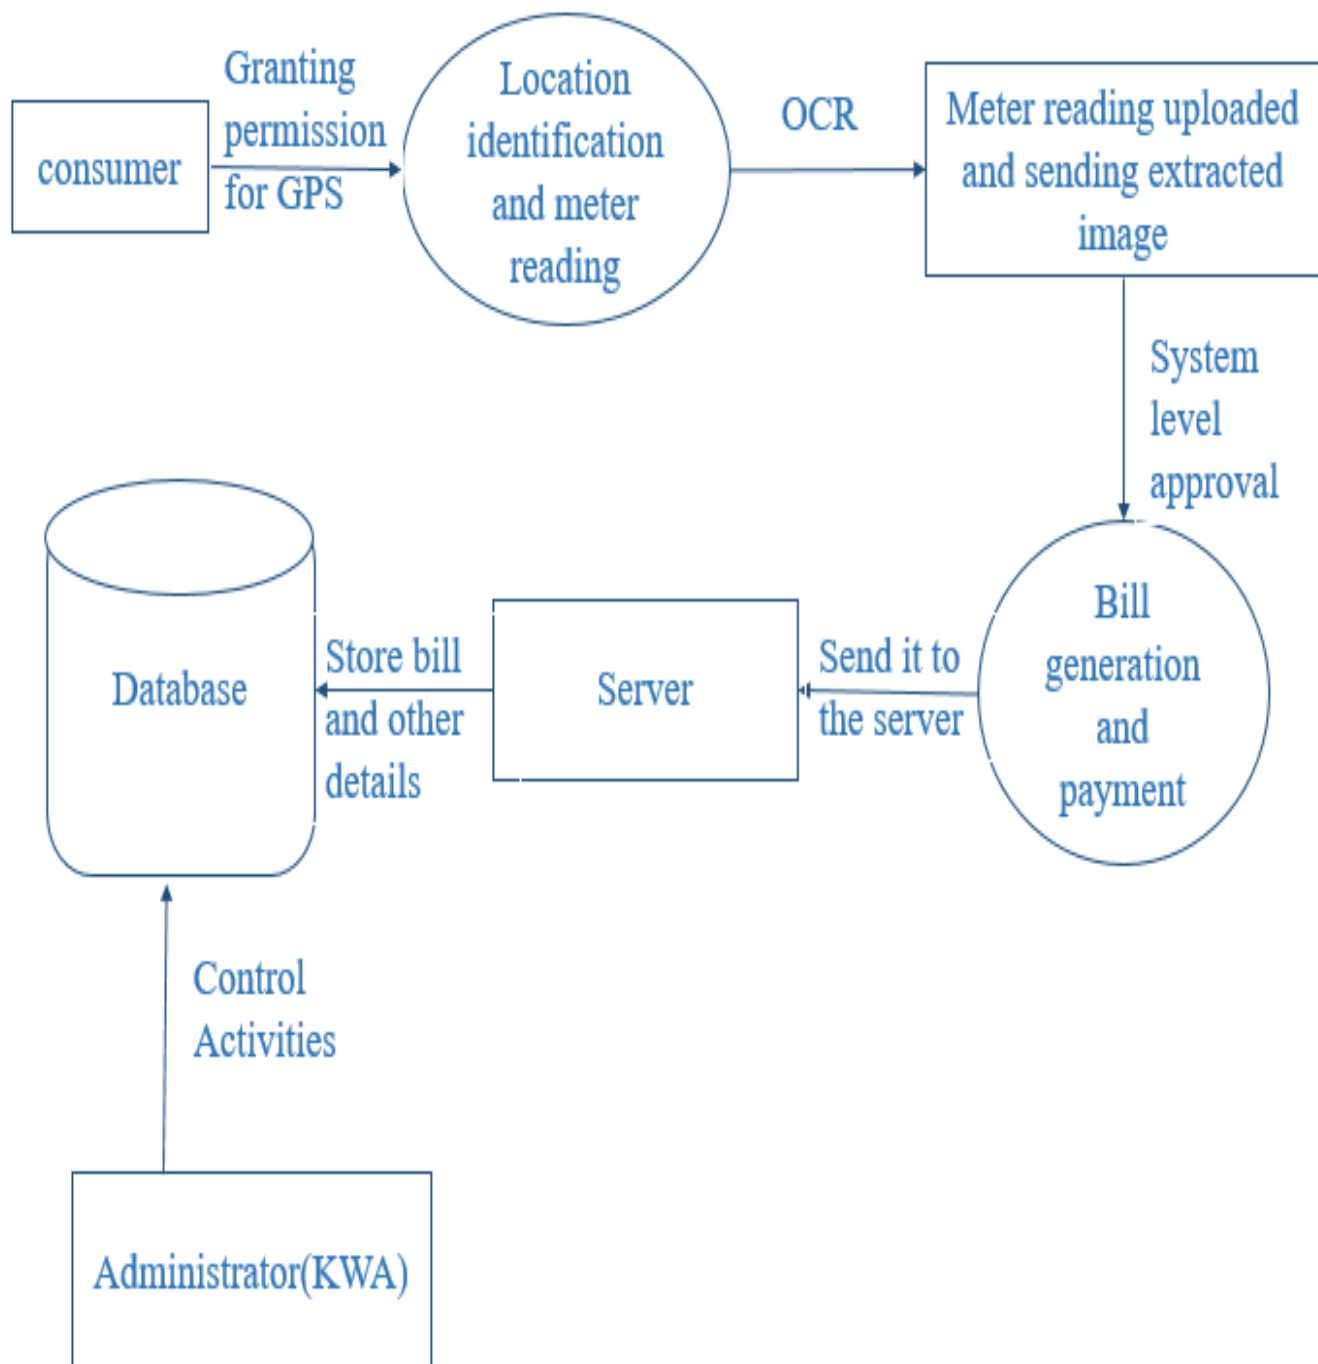 consumer
Granting
permission
for GPS
Location
identification
and meter
reading
OCR
Meter reading uploaded
and sending extracted
image
System
level
approval
Bill
generation
and
payment
Send it to
the server
Server
Store bill
and other
details
Database
Control
Activities
Administrator(KWA)